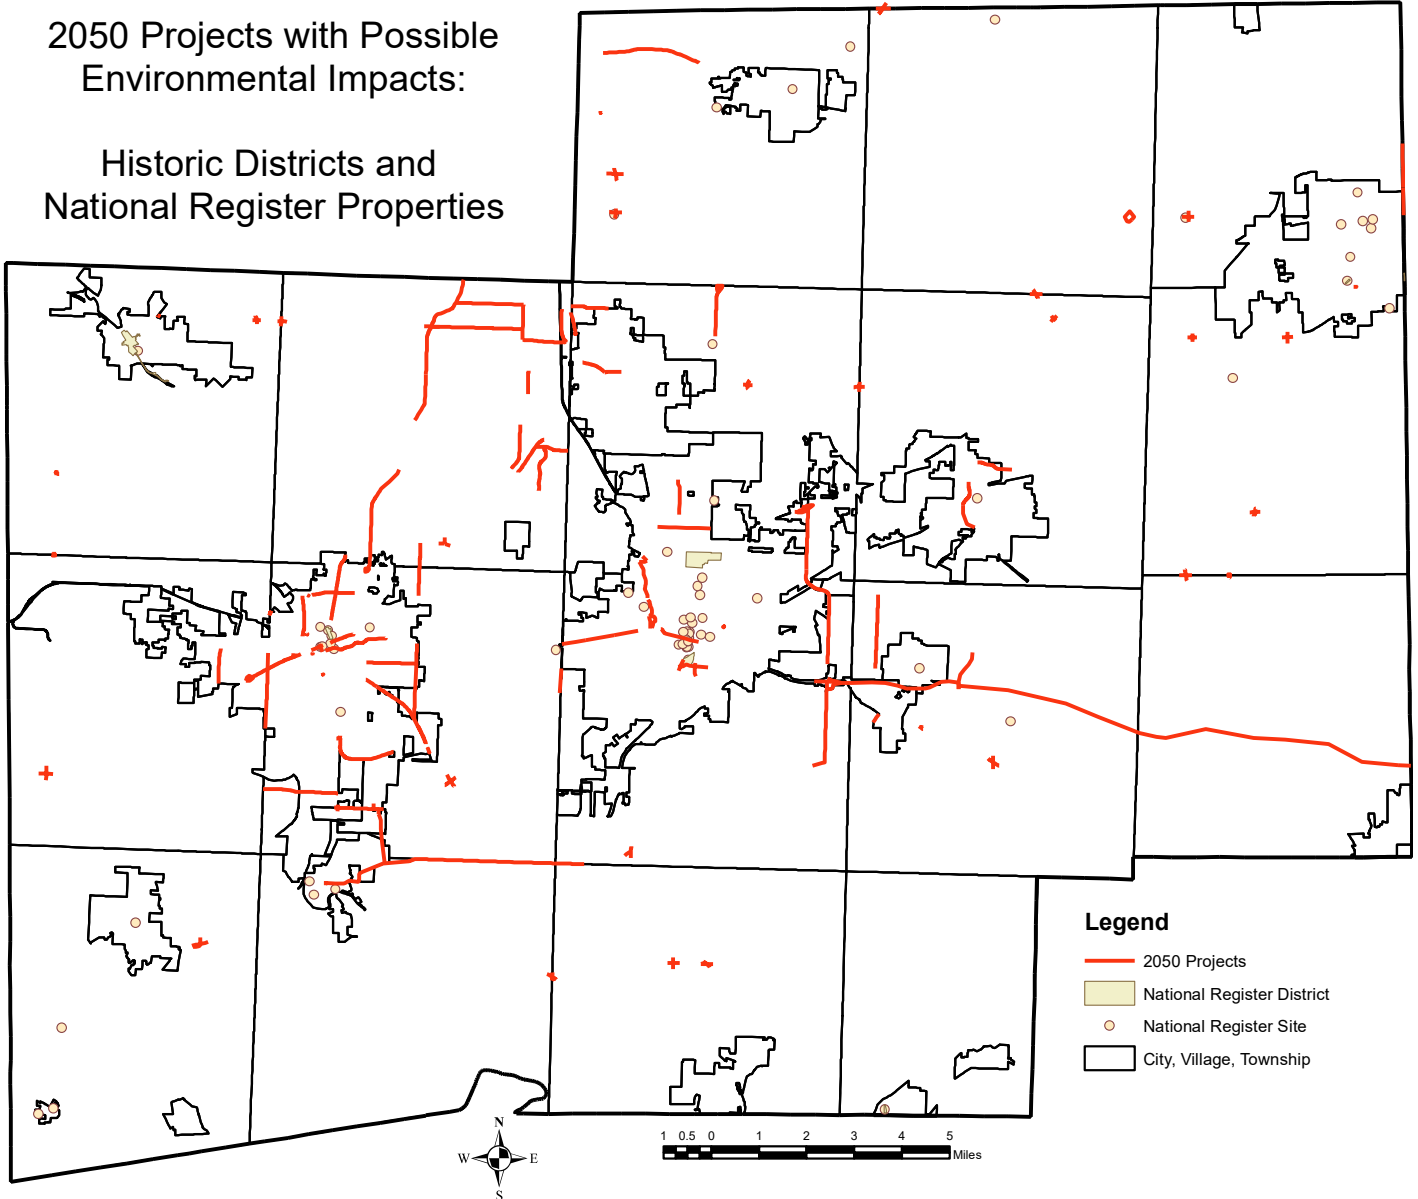 2050 Projects with Possible
Environmental Impacts:
Historic Districts and
National Register Properties
Legend
2050 Projects
National Register District
National Register Site
City, Village, Township
N
W E
S
1 0.5 0 1 2 3 4 5
Miles